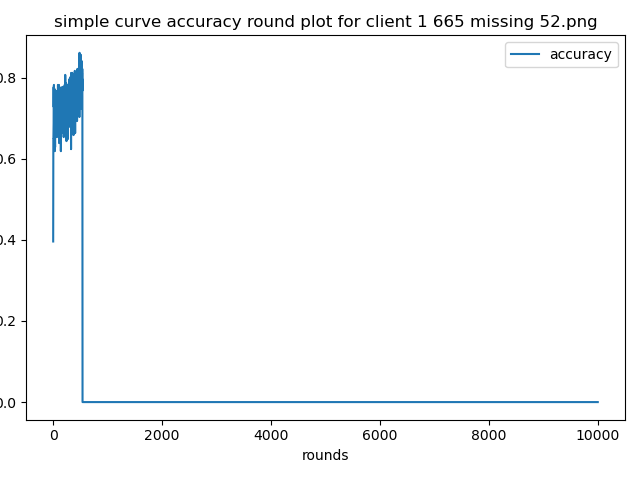 simple curve accuracy round plot for client 1 665 missing 52.png
accuracy
0.8
0.6
0.4
0.2
0.0
0 2000 4000 6000 8000 10000
rounds